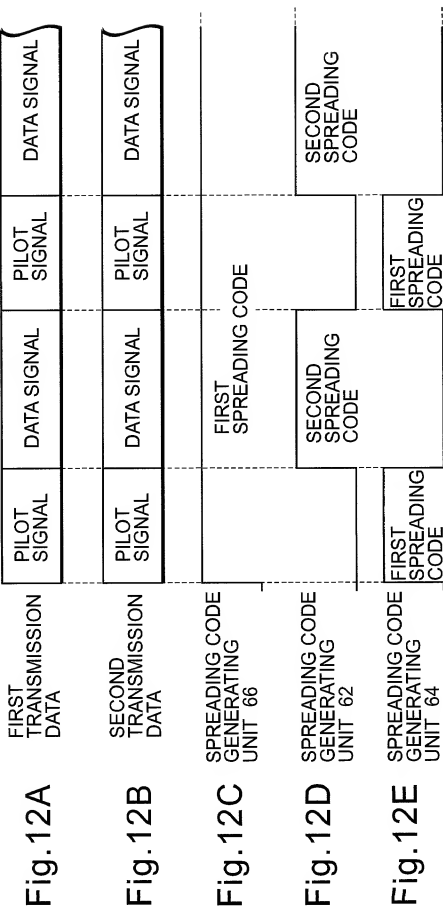 Fig.12A
FIRST
TRANSMISSION
DATA
PILOT
SIGNAL
DATA SIGNAL
PILOT
SIGNAL
DATA SIGNAL
Fig.12B
SECOND
TRANSMISSION
DATA
PILOT
SIGNAL
DATA SIGNAL
PILOT
SIGNAL
DATA SIGNAL
Fig.12C
SPREADING CODE
GENERATING
UNIT 66
FIRST
SPREADING CODE
Fig.12D
SPREADING CODE
GENERATING
UNIT 62
SECOND
SPREADING
CODE
SECOND
SPREADING
CODE
Fig.12E
SPREADING CODE
GENERATING
UNIT 64
FIRST
SPREADING
CODE
FIRST
SPREADING
CODE